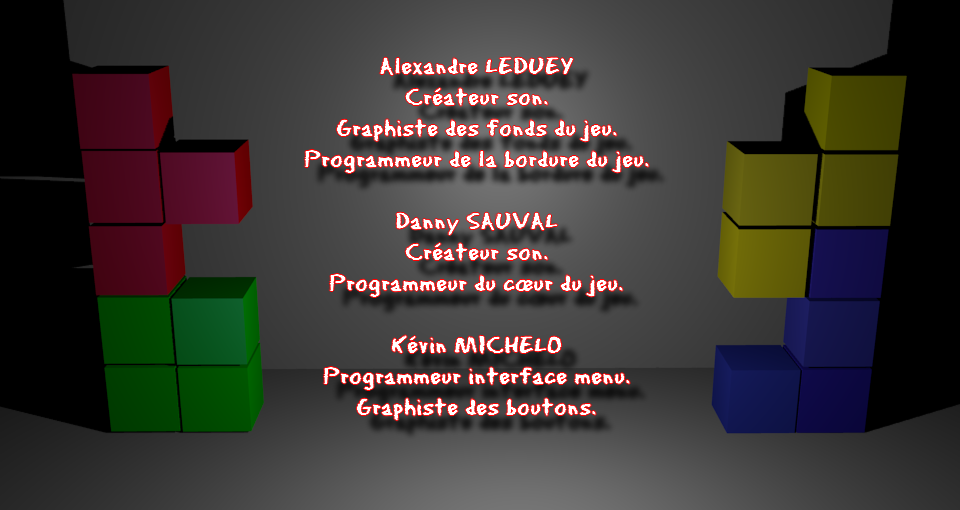 Alexandre LEDUEY
Créateur son.
Graphiste des fonds du jeu.
Programmeur de la bordure du jeu.
Danny SAUVAL
Créateur son.
Programmeur du cœur du jeu.
Kévin MICHELO
Programmeur interface menu.
Graphiste des boutons.